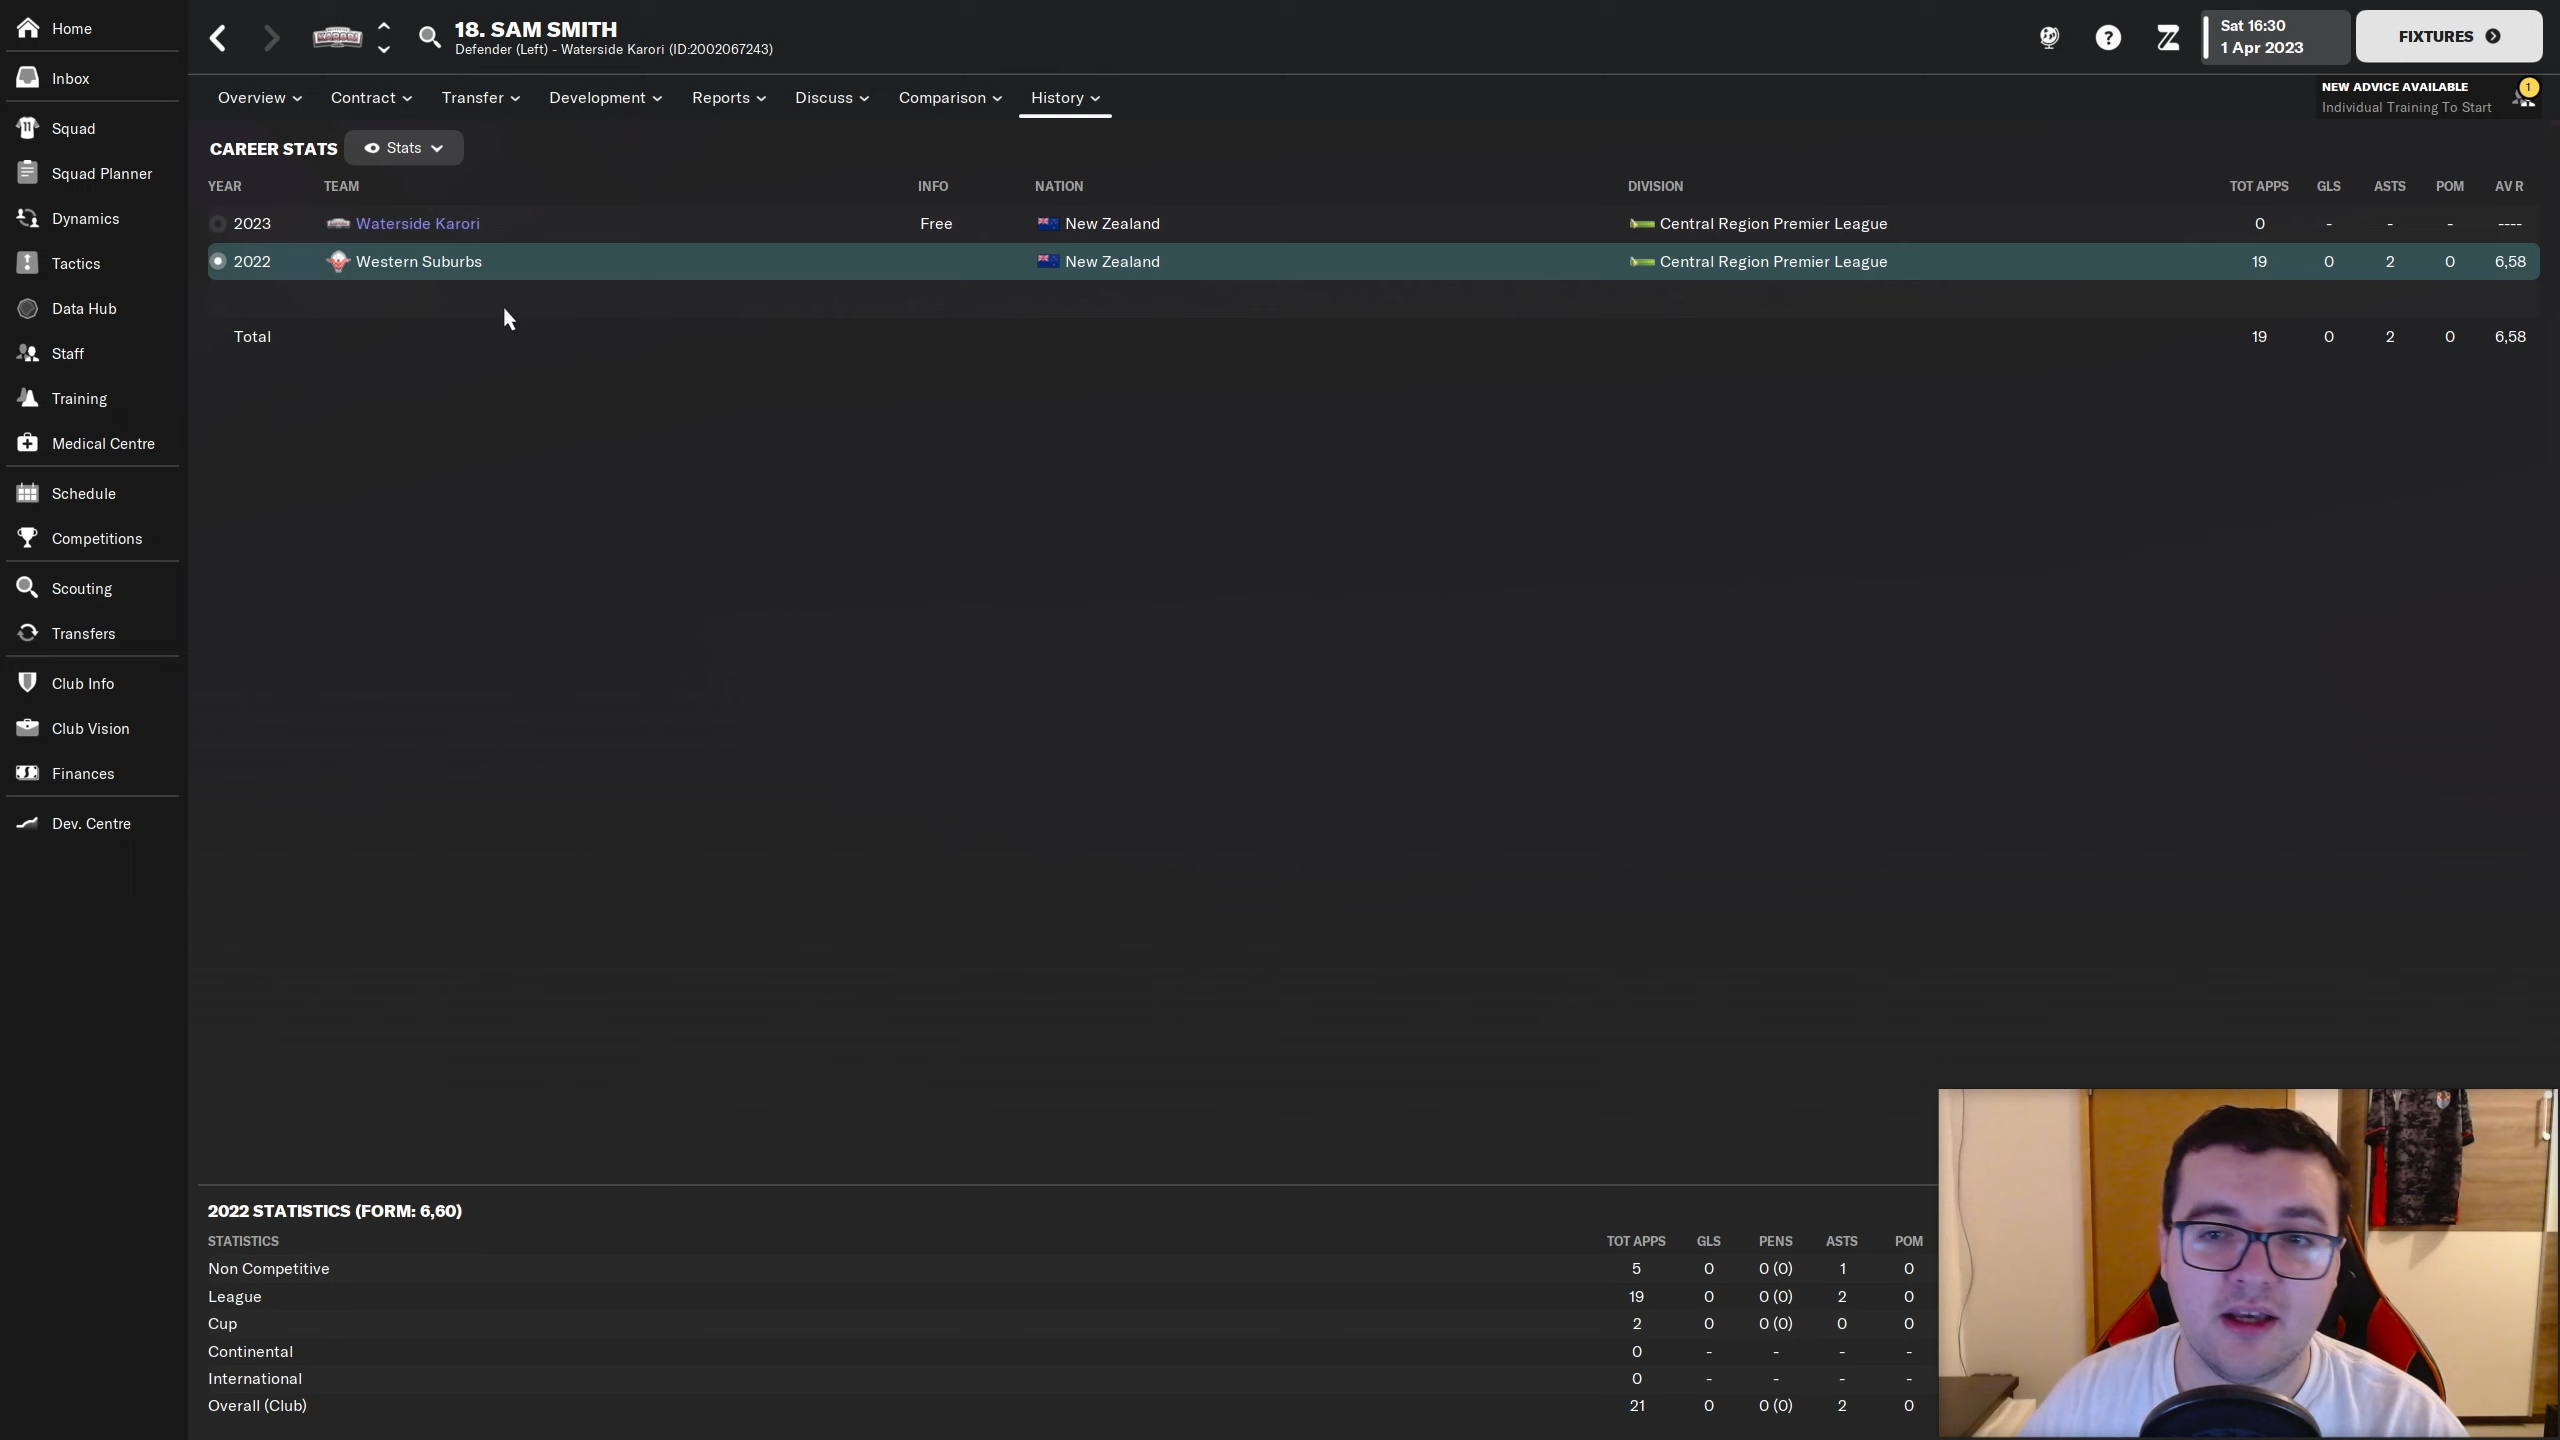 Home
Inbox
Squad
Squad Planner
Dynamics
Tactics
Data Hub
Staff
Training
Medical Centre
Schedule
Competitions
Scouting
Transfers
Club Info
Club Vision
Finances
Dev. Centre
KARORI
18. SAM SMITH
Defender (Left) - Waterside Karori (ID:2002067243)
Sat 16:30
1 Apr 2023
FIXTURES
Overview Contract Transfer Development Reports Discuss Comparison History
NEW ADVICE AVAILABLE
Individual Training To Start
1
CAREER STATS Stats
YEAR TEAM INFO NATION DIVISION TOT APPS GLS ASTS POM AV R
2023 Waterside Karori Free New Zealand Central Region Premier League 0 - - - ----
2022 Western Suburbs New Zealand Central Region Premier League 19 0 2 0 6,58
Total 19 0 2 0 6,58
2022 STATISTICS (FORM: 6,60)
STATISTICS TOT APPS GLS PENS ASTS POM
Non Competitive 5 0 0 (0) 1 0
League 19 0 0 (0) 2 0
Cup 2 0 0 (0) 0 0
Continental 0 - - - -
International 0 - - - -
Overall (Club) 21 0 0 (0) 2 0